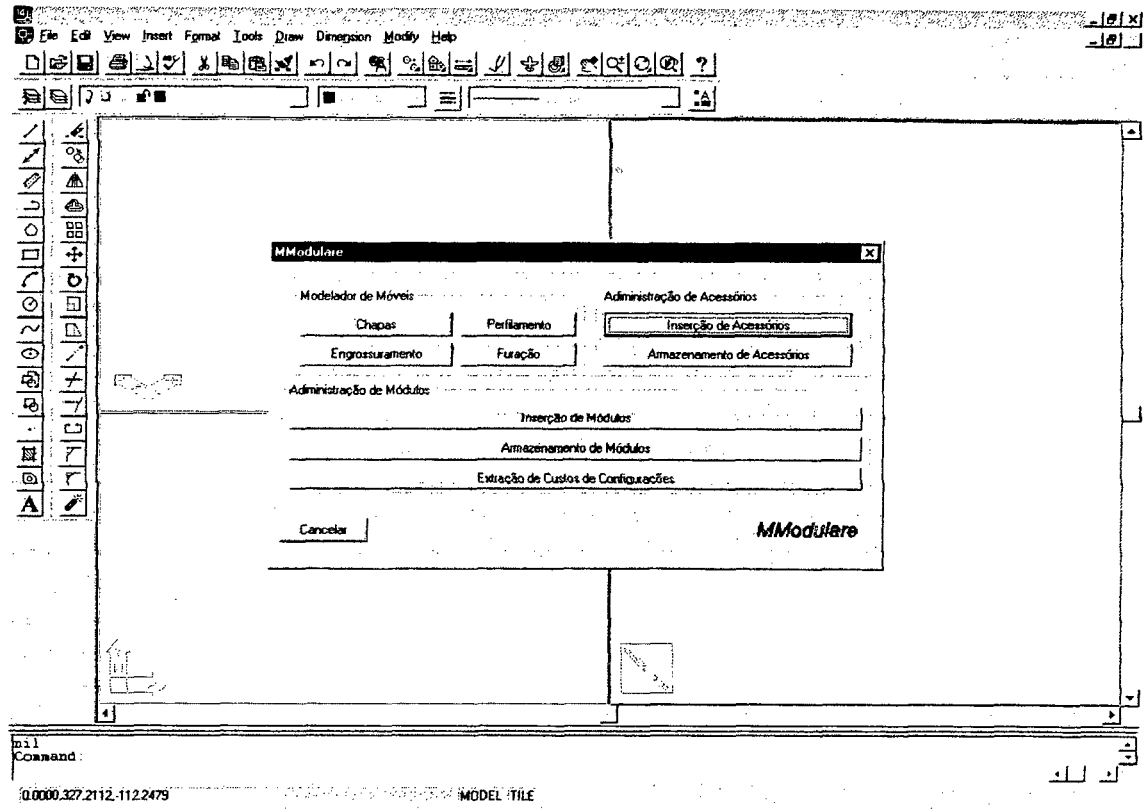 File Edit View Insert Format Tools Draw Dimension Modify Help
MModulare
Modelador de Móveis
Administração de Acessórios
Chapas
Perfilamento
Inserção de Acessórios
Engrossuramento
Furação
Armazenamento de Acessórios
Administração de Módulos
Inserção de Módulos
Armazenamento de Módulos
Extração de Custos de Configurações
Cancelar
MModulare
nil
Command:
0.0000,327.2112,-112.2479
MODEL TILE